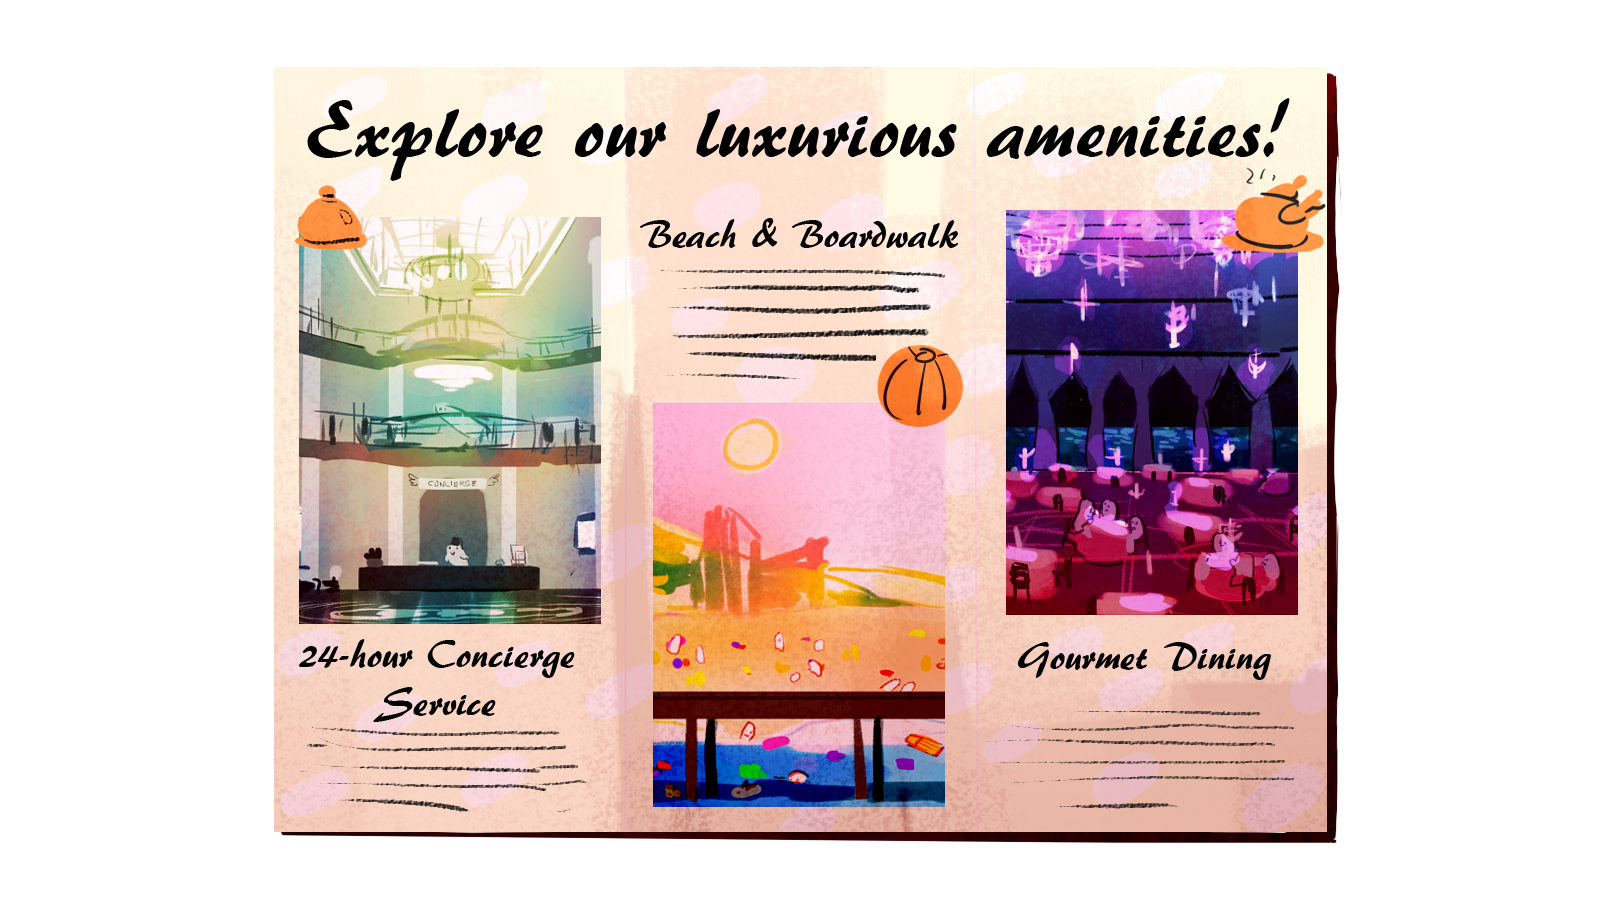 Explore our luxurious amenities!
CONCIERGE
24-hour Concierge
Service
Beach & Boardwalk
Gourmet Dining